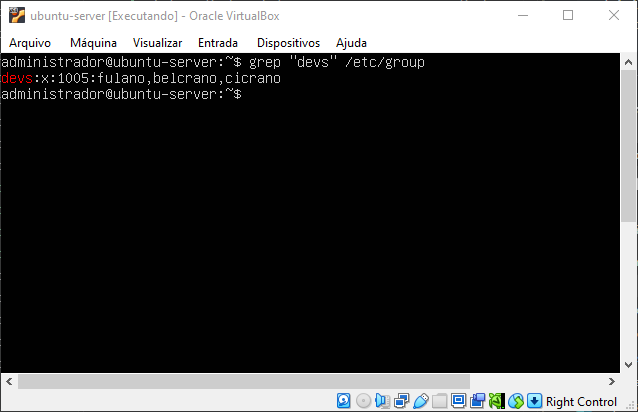 ubuntu-server [Executando] - Oracle VirtualBox
Arquivo Máquina Visualizar Entrada Dispositivos Ajuda
administrador@ubuntu-server:~$ grep "devs" /etc/group
devs:x:1005:fulano,belcrano,cicrano
administrador@ubuntu-server:~$
Right Control